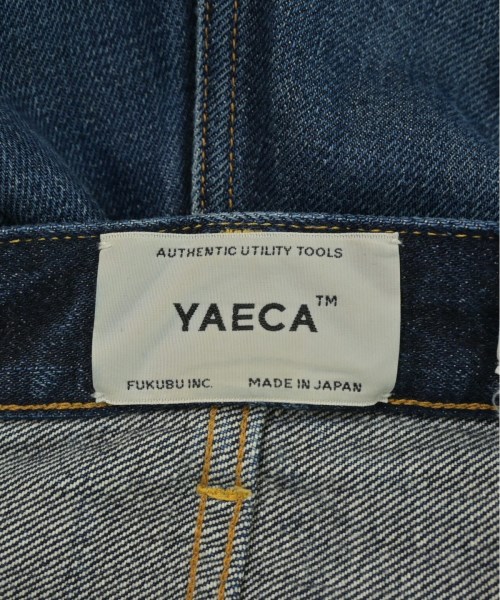 AUTHENTIC UTILITY TOOLS
YAECA™
FUKUBU INC. MADE IN JAPAN